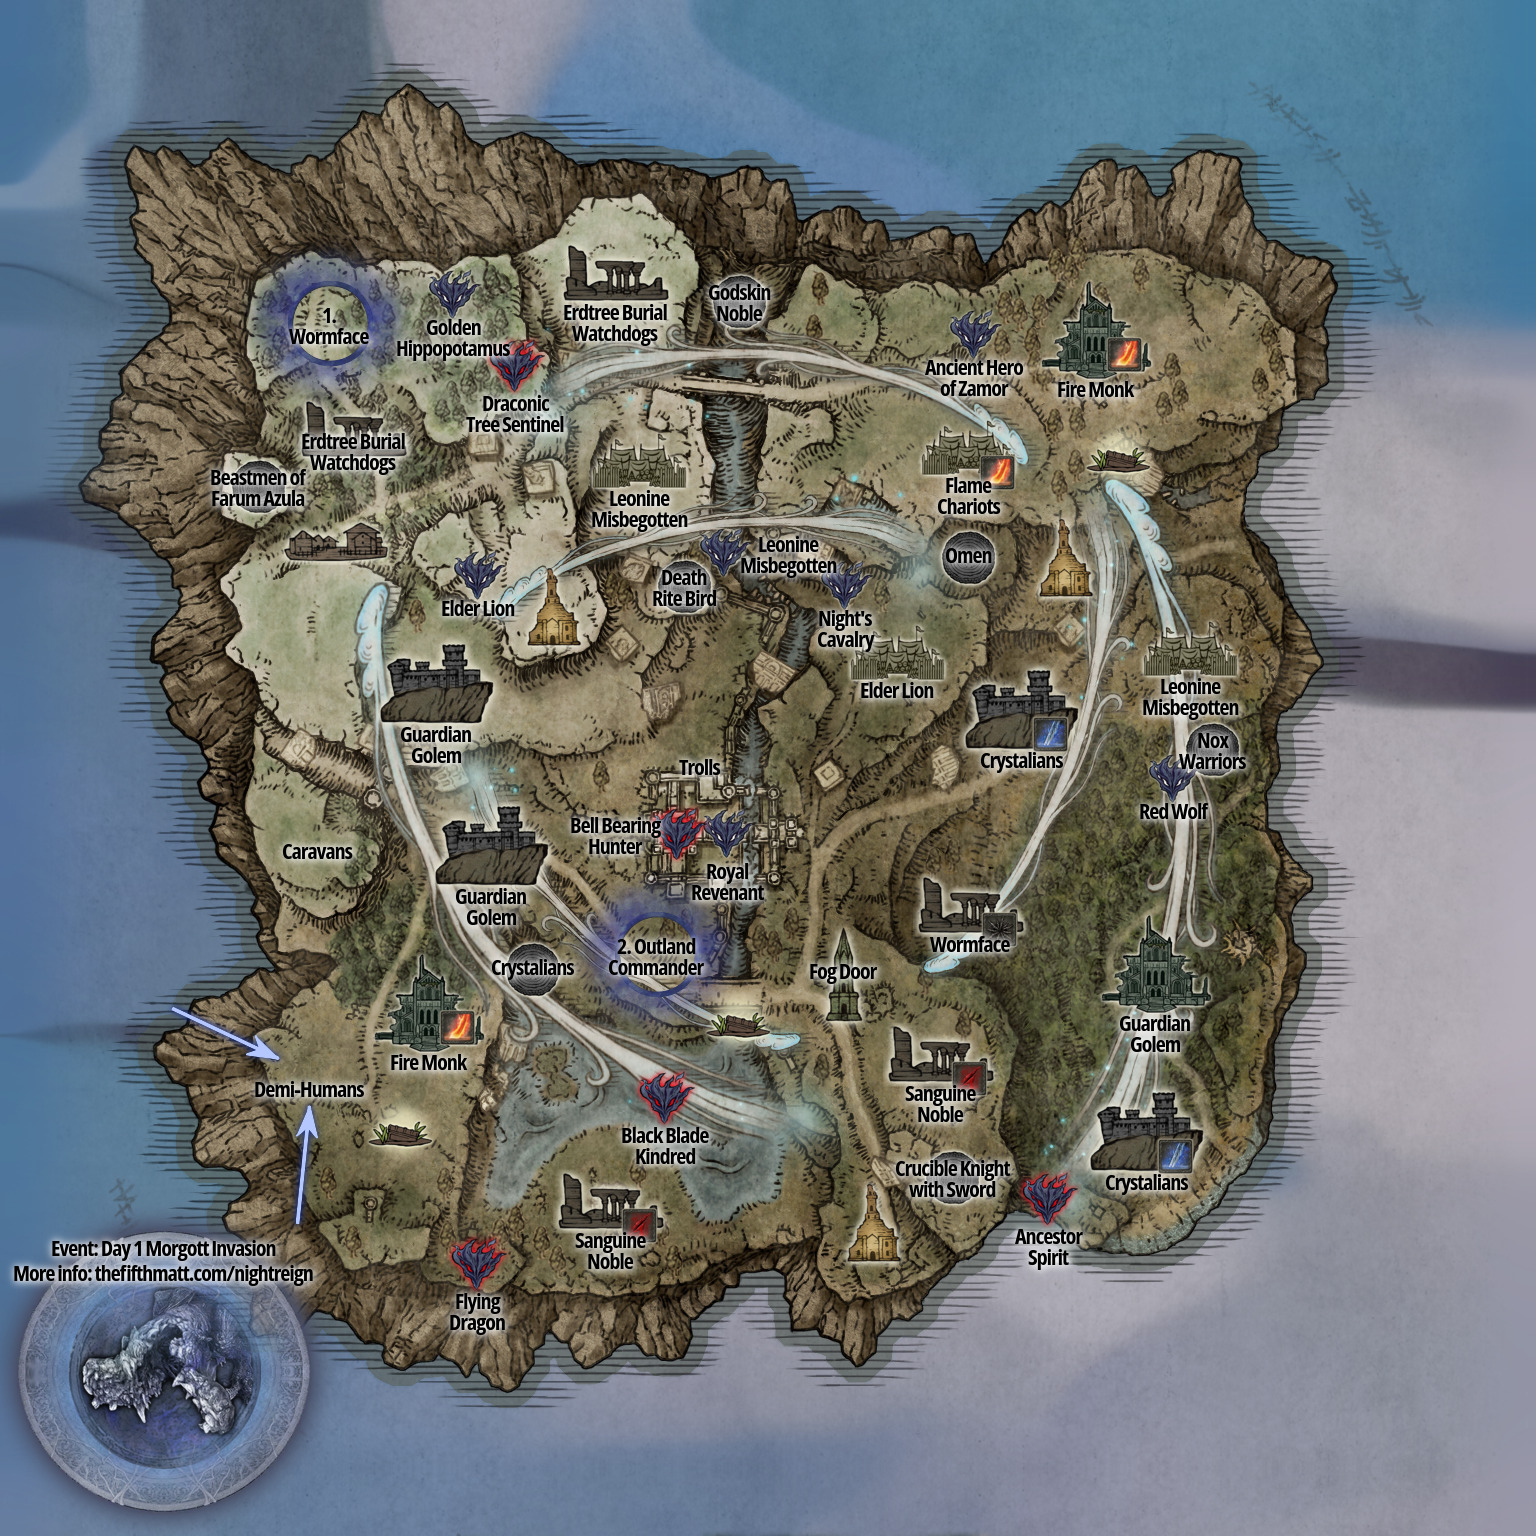 1.
Wormface
Golden
Hippopotamus
Erdtree Burial
Watchdogs
Godskin
Noble
Draconic
Tree Sentinel
Ancient Hero
of Zamor
Fire Monk
Erdtree Burial
Watchdogs
Beastmen of
Farum Azula
Leonine
Misbegotten
Flame
Chariots
Elder Lion
Death
Rite Bird
Leonine
Misbegotten
Omen
Night's
Cavalry
Elder Lion
Leonine
Misbegotten
Guardian
Golem
Crystalians
Nox
Warriors
Red Wolf
Trolls
Bell Bearing
Hunter
Royal
Revenant
Caravans
Guardian
Golem
Crystalians
2. Outland
Commander
Fog Door
Wormface
Guardian
Golem
Fire Monk
Demi-Humans
Black Blade
Kindred
Sanguine
Noble
Crucible Knight
with Sword
Crystalians
Ancestor
Spirit
Sanguine
Noble
Flying
Dragon
Event: Day 1 Morgott Invasion
More info: thefifthmatt.com/nightreign